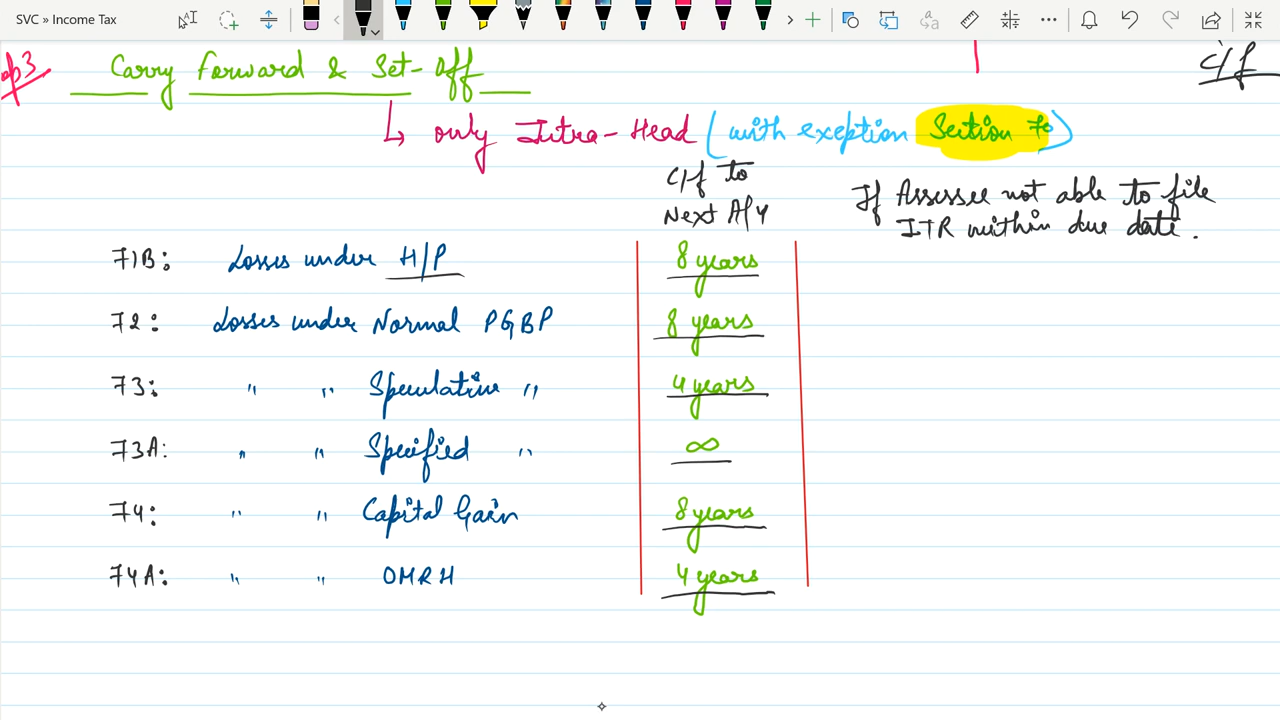 SVC » Income Tax
Carry Forward & Set-Off
C/f
↳ only Intra-Head (with exeption Section 70)
C/f to
Next A/Y
If Assessee not able to file
ITR within due date.
71B: Losses under H/P 8 years
72: Losses under Normal PGBP 8 years
73: " " Speculative " 4 years
73A: " " Specified " ∞
74: " " Capital Gain 8 years
74A: " " OMRH 4 years